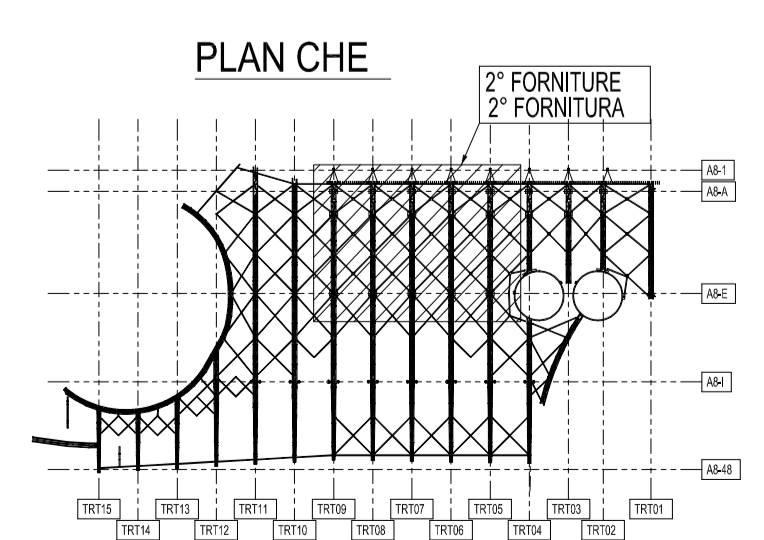 PLAN CHE
2° FORNITURE
2° FORNITURA
A8-1
A8-A
A8-E
A8-I
A8-48
TRT15
TRT13
TRT11
TRT09
TRT07
TRT05
TRT03
TRT01
TRT14
TRT12
TRT10
TRT08
TRT06
TRT04
TRT02